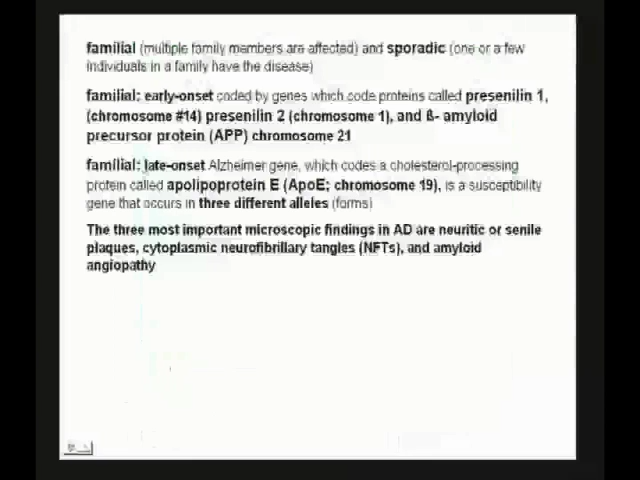 familial (multiple family members are affected) and sporadic (one or a few
individuals in a family have the disease)
familial: early-onset coded by genes which code proteins called presenilin 1,
(chromosome #14) presenilin 2 (chromosome 1), and ß- amyloid
precursor protein (APP) chromosome 21
familial: late-onset Alzheimer gene, which codes a cholesterol-processing
protein called apolipoprotein E (ApoE; chromosome 19), is a susceptibility
gene that occurs in three different alleles (forms)
The three most important microscopic findings in AD are neuritic or senile
plaques, cytoplasmic neurofibrillary tangles (NFTs), and amyloid
angiopathy